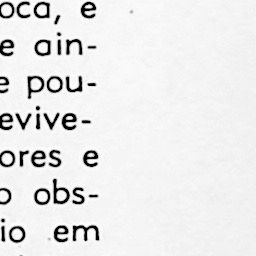 oca, e
e ain-
e pou-
evive-
ores e
o obs-
io em